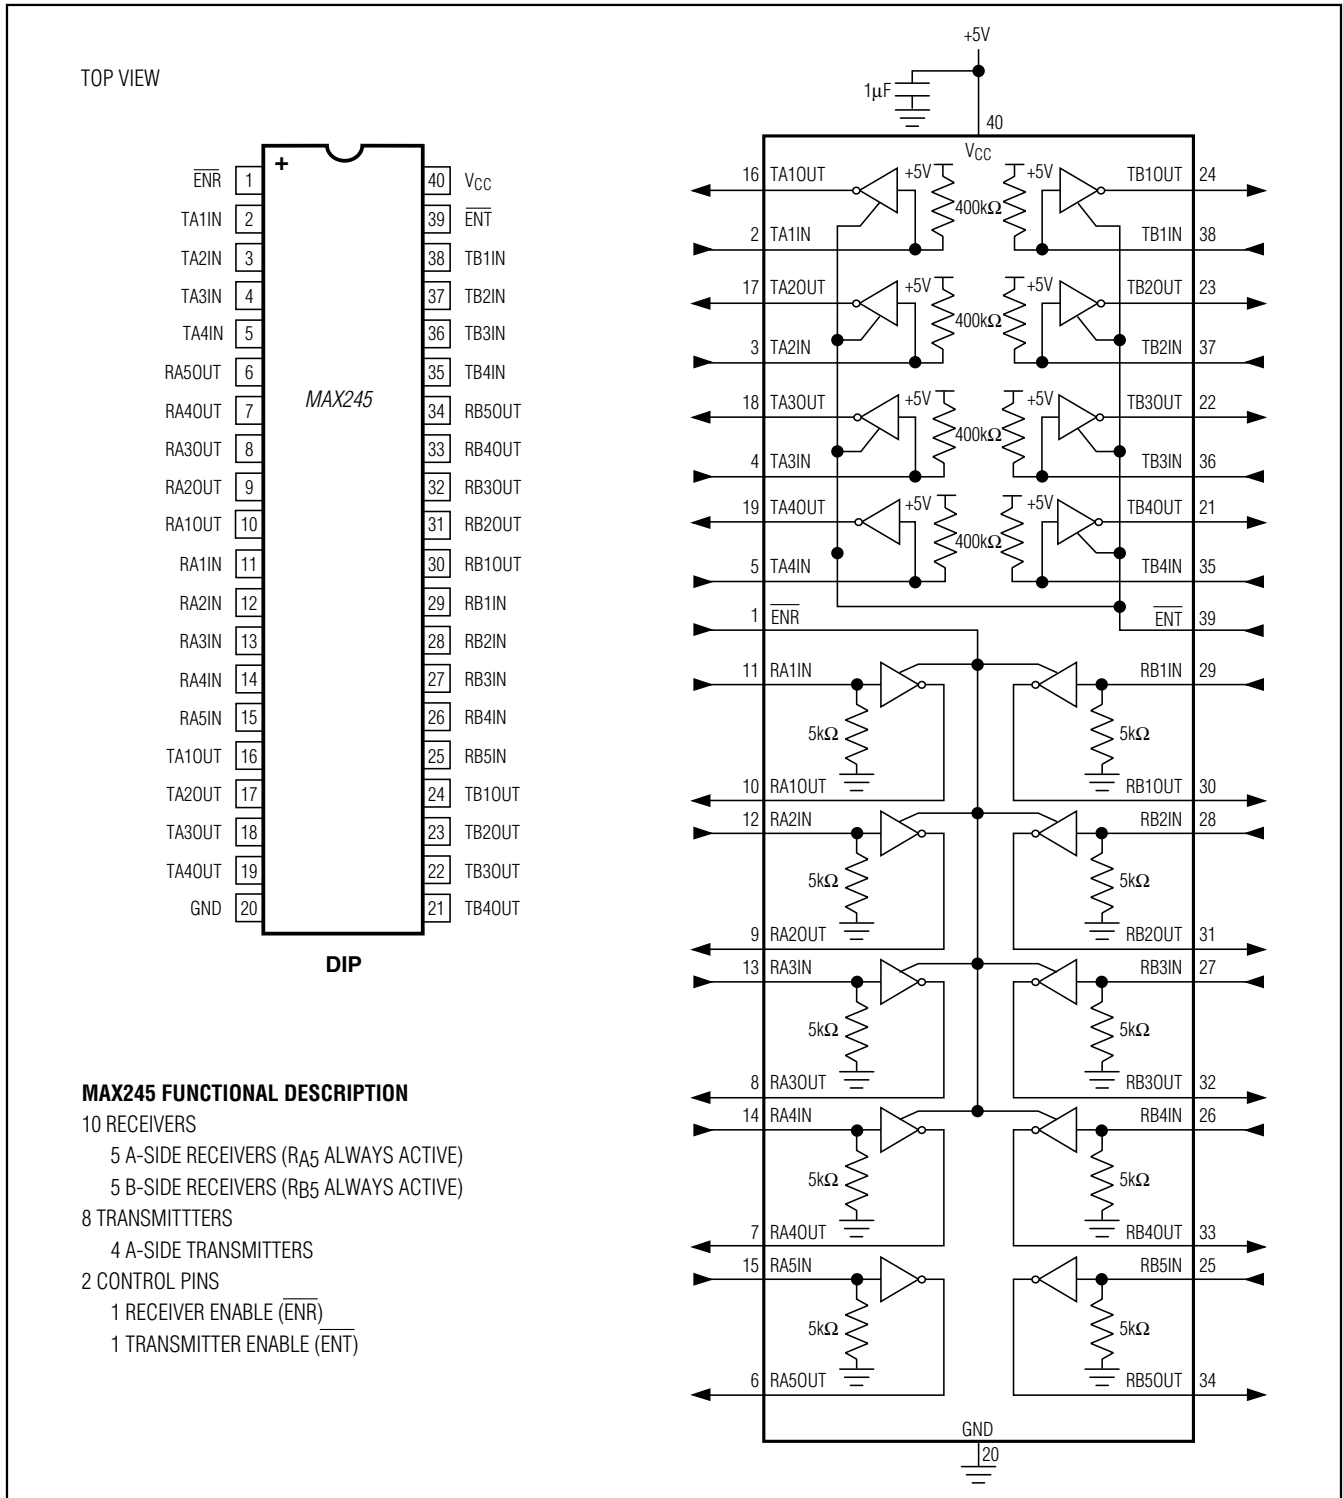 TOP VIEW
+
MAX245
ENR 1
TA1IN 2
TA2IN 3
TA3IN 4
TA4IN 5
RA5OUT 6
RA4OUT 7
RA3OUT 8
RA2OUT 9
RA1OUT 10
RA1IN 11
RA2IN 12
RA3IN 13
RA4IN 14
RA5IN 15
TA1OUT 16
TA2OUT 17
TA3OUT 18
TA4OUT 19
GND 20
40 VCC
39 ENT
38 TB1IN
37 TB2IN
36 TB3IN
35 TB4IN
34 RB5OUT
33 RB4OUT
32 RB3OUT
31 RB2OUT
30 RB1OUT
29 RB1IN
28 RB2IN
27 RB3IN
26 RB4IN
25 RB5IN
24 TB1OUT
23 TB2OUT
22 TB3OUT
21 TB4OUT
DIP
MAX245 FUNCTIONAL DESCRIPTION
10 RECEIVERS
5 A-SIDE RECEIVERS (RA5 ALWAYS ACTIVE)
5 B-SIDE RECEIVERS (RB5 ALWAYS ACTIVE)
8 TRANSMITTTERS
4 A-SIDE TRANSMITTERS
2 CONTROL PINS
1 RECEIVER ENABLE (ENR)
1 TRANSMITTER ENABLE (ENT)
+5V
1µF
40
VCC
16 TA1OUT +5V +5V TB1OUT 24
400kΩ
2 TA1IN TB1IN 38
17 TA2OUT +5V +5V TB2OUT 23
400kΩ
3 TA2IN TB2IN 37
18 TA3OUT +5V +5V TB3OUT 22
400kΩ
4 TA3IN TB3IN 36
19 TA4OUT +5V +5V TB4OUT 21
400kΩ
5 TA4IN TB4IN 35
1 ENR ENT 39
11 RA1IN RB1IN 29
5kΩ 5kΩ
10 RA1OUT RB1OUT 30
12 RA2IN RB2IN 28
5kΩ 5kΩ
9 RA2OUT RB2OUT 31
13 RA3IN RB3IN 27
5kΩ 5kΩ
8 RA3OUT RB3OUT 32
14 RA4IN RB4IN 26
5kΩ 5kΩ
7 RA4OUT RB4OUT 33
15 RA5IN RB5IN 25
5kΩ 5kΩ
6 RA5OUT RB5OUT 34
GND
20